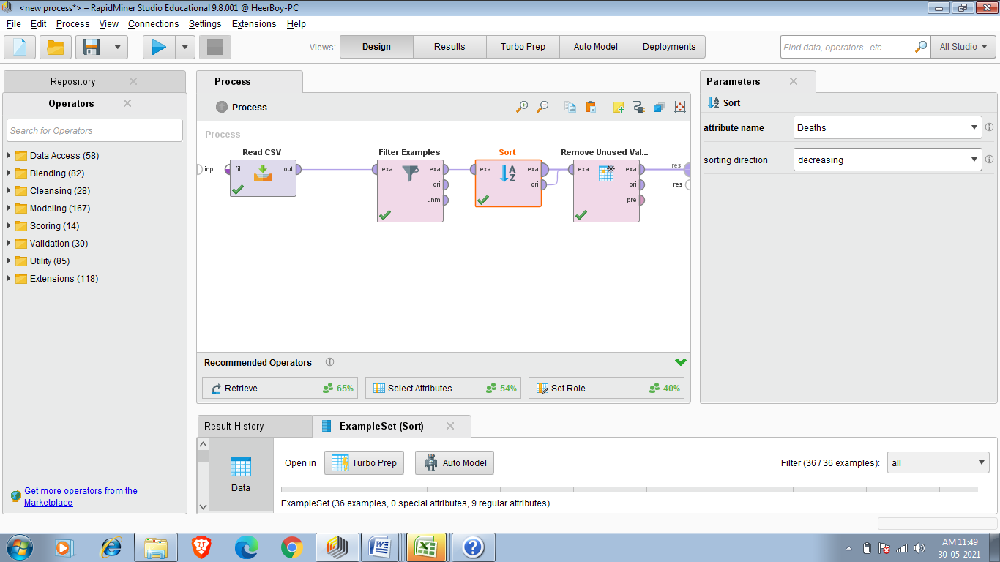 <new process*> – RapidMiner Studio Educational 9.8.001 @ HeerBoy-PC
File Edit Process View Connections Settings Extensions Help
Views: Design Results Turbo Prep Auto Model Deployments Find data, operators...etc All Studio
Repository
Operators
Search for Operators
Data Access (58)
Blending (82)
Cleansing (28)
Modeling (167)
Scoring (14)
Validation (30)
Utility (85)
Extensions (118)
Get more operators from the
Marketplace
Process
Process
Process
Read CSV Filter Examples Sort Remove Unused Val...
inp fil out exa exa exa exa exa exa res
ori ori ori res
unm pre
Recommended Operators
Retrieve 65% Select Attributes 54% Set Role 40%
Parameters
Sort
attribute name Deaths
sorting direction decreasing
Result History ExampleSet (Sort)
Data
Open in Turbo Prep Auto Model Filter (36 / 36 examples): all
ExampleSet (36 examples, 0 special attributes, 9 regular attributes)
AM 11:49
30-05-2021